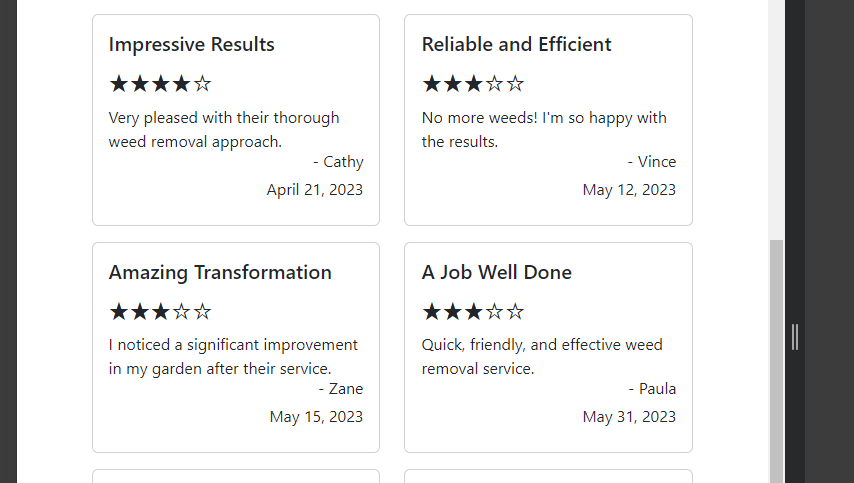 Impressive Results
★★★★☆
Very pleased with their thorough
weed removal approach.
- Cathy
April 21, 2023
Reliable and Efficient
★★★☆☆
No more weeds! I'm so happy with
the results.
- Vince
May 12, 2023
Amazing Transformation
★★★☆☆
I noticed a significant improvement
in my garden after their service.
- Zane
May 15, 2023
A Job Well Done
★★★☆☆
Quick, friendly, and effective weed
removal service.
- Paula
May 31, 2023